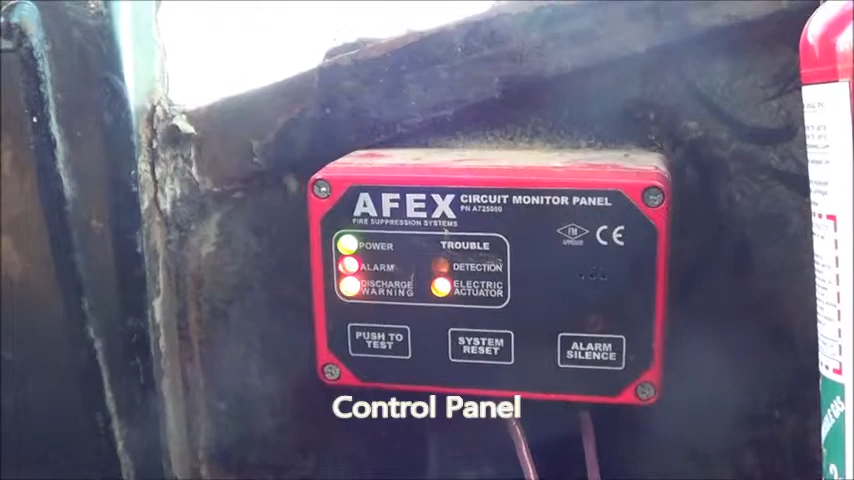 AFEX
FIRE SUPPRESSION SYSTEMS
CIRCUIT MONITOR PANEL
PN A725000
FM
APPROVED
CE
POWER
ALARM
DISCHARGE
WARNING
TROUBLE
DETECTION
ELECTRIC
ACTUATOR
PUSH TO
TEST
SYSTEM
RESET
ALARM
SILENCE
Control Panel